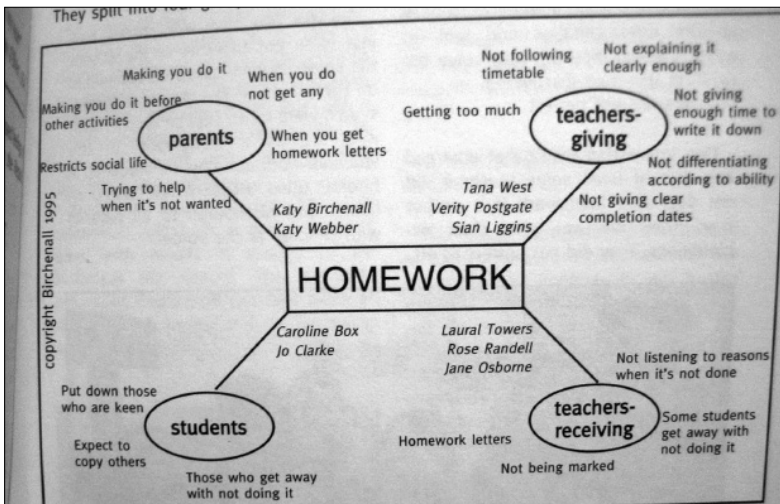 They split into four
Making you do it
When you do
not get any
Making you do it before
other activities
parents
When you get
homework letters
Restricts social life
Trying to help
when it's not wanted
Katy Birchenall
Katy Webber
Not following
timetable
Not explaining it
clearly enough
Getting too much
teachers-
giving
Not giving
enough time to
write it down
Not differentiating
according to ability
Tana West
Verity Postgate
Sian Liggins
Not giving clear
completion dates
HOMEWORK
copyright Birchenall 1995
Caroline Box
Jo Clarke
Laural Towers
Rose Randell
Jane Osborne
Put down those
who are keen
students
Expect to
copy others
Those who get away
with not doing it
Not listening to reasons
when it's not done
teachers-
receiving
Some students
get away with
not doing it
Homework letters
Not being marked